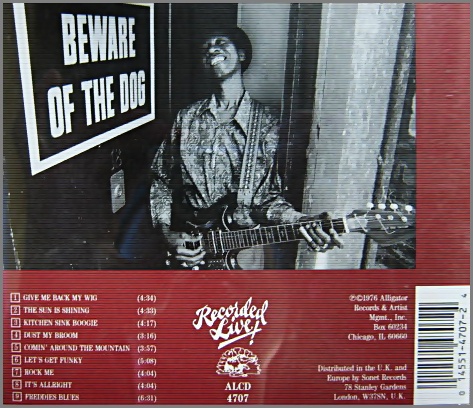 BEWARE
OF THE DOG
1 GIVE ME BACK MY WIG (4:34)
2 THE SUN IS SHINING (4:33)
3 KITCHEN SINK BOOGIE (4:17)
4 DUST MY BROOM (3:16)
5 COMIN' AROUND THE MOUNTAIN (3:57)
6 LET'S GET FUNKY (5:08)
7 ROCK ME (4:04)
8 IT'S ALLRIGHT (4:04)
9 FREDDIES BLUES (6:31)
Recorded
Live!
ALCD
4707
℗©1976 Alligator
Records & Artist
Mgmt., Inc.
Box 60234
Chicago, IL 60660
Distributed in the U.K. and
Europe by Sonet Records
78 Stanley Gardens
London, W37SN, U.K.
0 14551-4707-2 4